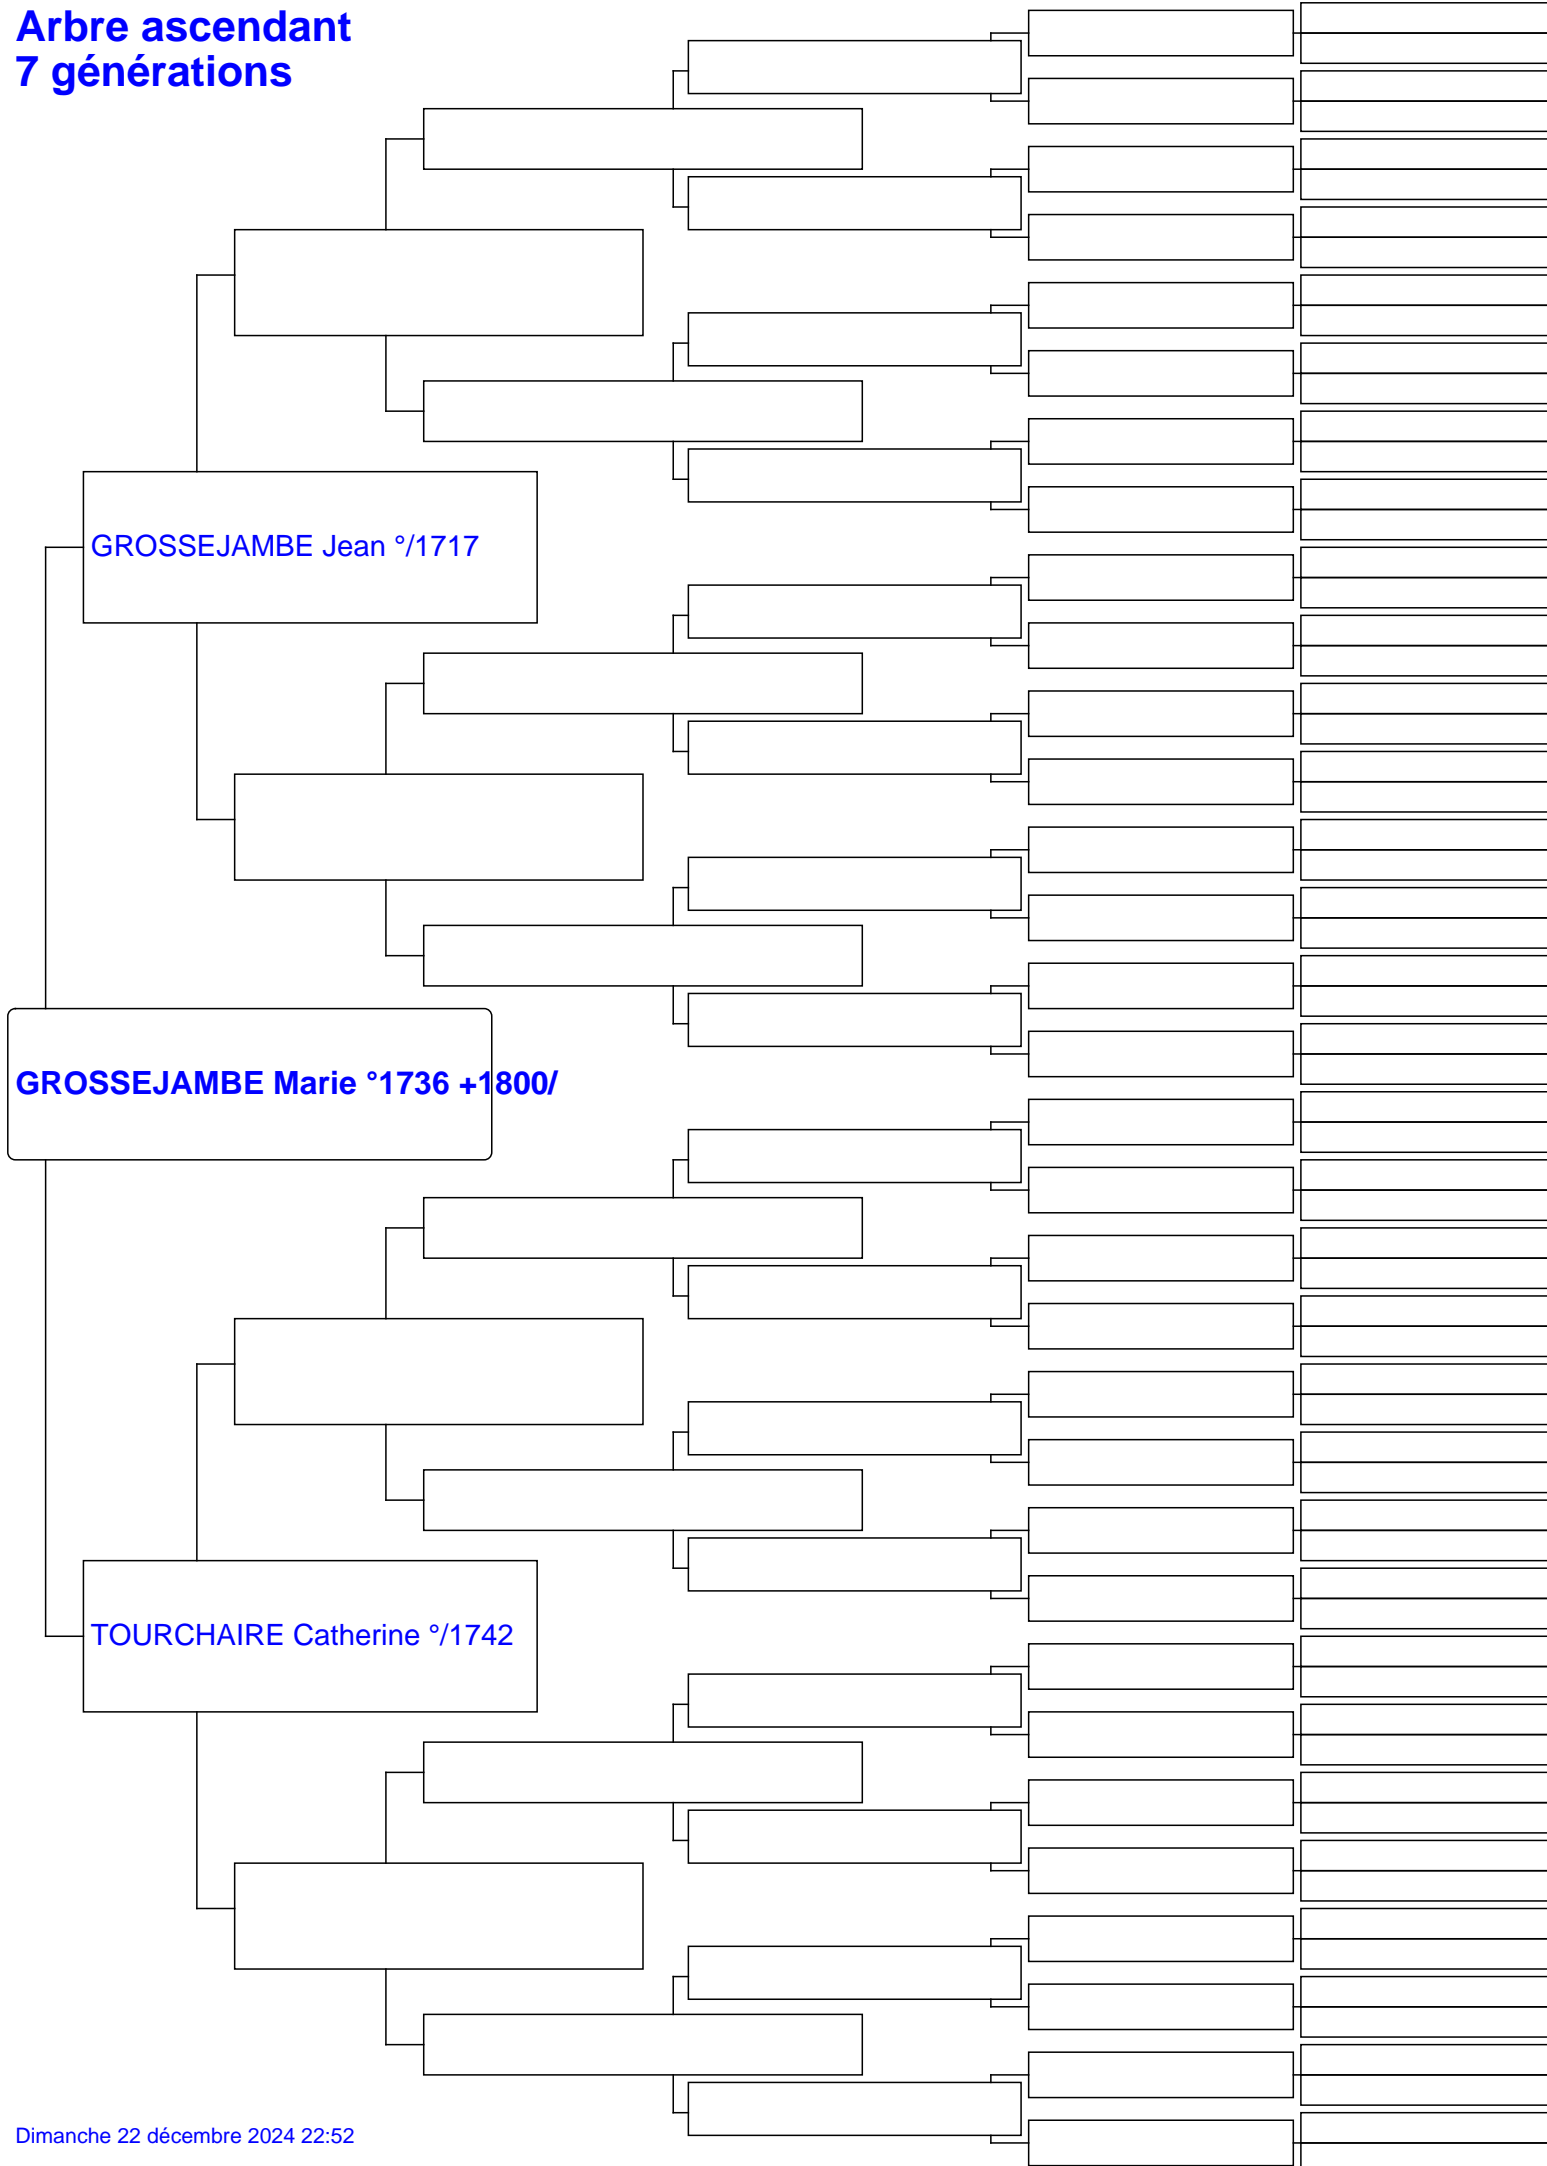 Arbre ascendant
7 générations
GROSSEJAMBE Jean °/1717
GROSSEJAMBE Marie °1736 +1800/
TOURCHAIRE Catherine °/1742
Dimanche 22 décembre 2024 22:52